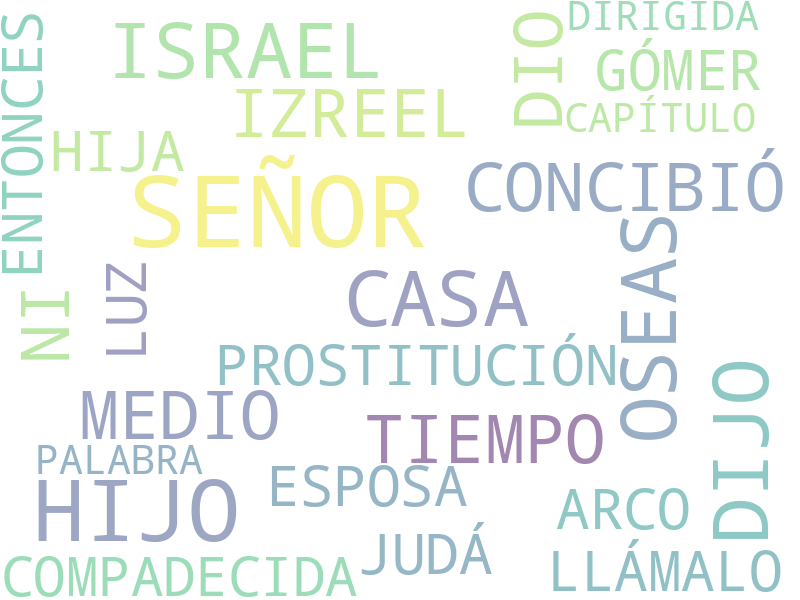 DIRIGIDA
ISRAEL
DIO
GÓMER
ENTONCES
IZREEL
CAPÍTULO
HIJA
SEÑOR
CONCIBIÓ
OSEAS
LUZ
NI
CASA
PROSTITUCIÓN
DIJO
MEDIO
TIEMPO
PALABRA
HIJO
ESPOSA
ARCO
JUDÁ
LLÁMALO
COMPADECIDA